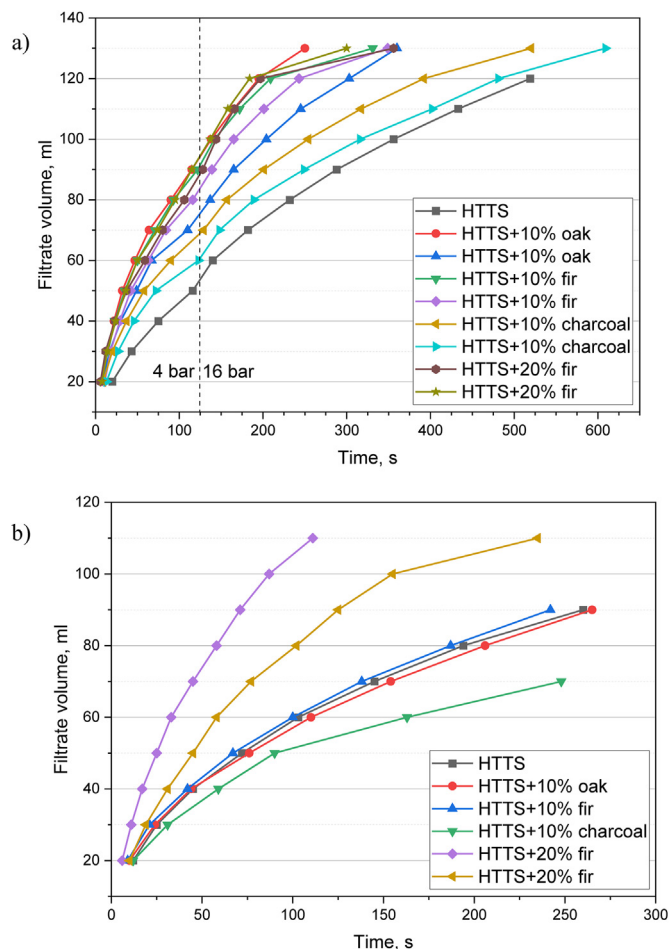 a)
140
120
100
80
60
40
20
Filtrate volume, ml
4 bar 16 bar
HTTS
HTTS+10% oak
HTTS+10% oak
HTTS+10% fir
HTTS+10% fir
HTTS+10% charcoal
HTTS+10% charcoal
HTTS+20% fir
HTTS+20% fir
0 100 200 300 400 500 600
Time, s
b)
120
100
80
60
40
20
Filtrate volume, ml
HTTS
HTTS+10% oak
HTTS+10% fir
HTTS+10% charcoal
HTTS+20% fir
HTTS+20% fir
0 50 100 150 200 250 300
Time, s